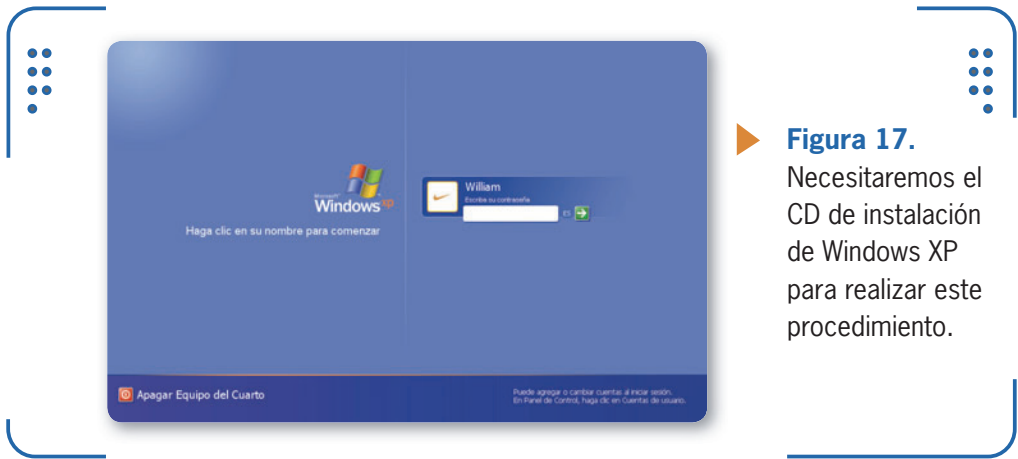 Microsoft
Windows xp
Haga clic en su nombre para comenzar
William
Escriba su contraseña
ES
Apagar Equipo del Cuarto
Puede agregar o cambiar cuentas al iniciar sesión.
En Panel de Control, haga clic en Cuentas de usuario.
Figura 17.
Necesitaremos el
CD de instalación
de Windows XP
para realizar este
procedimiento.